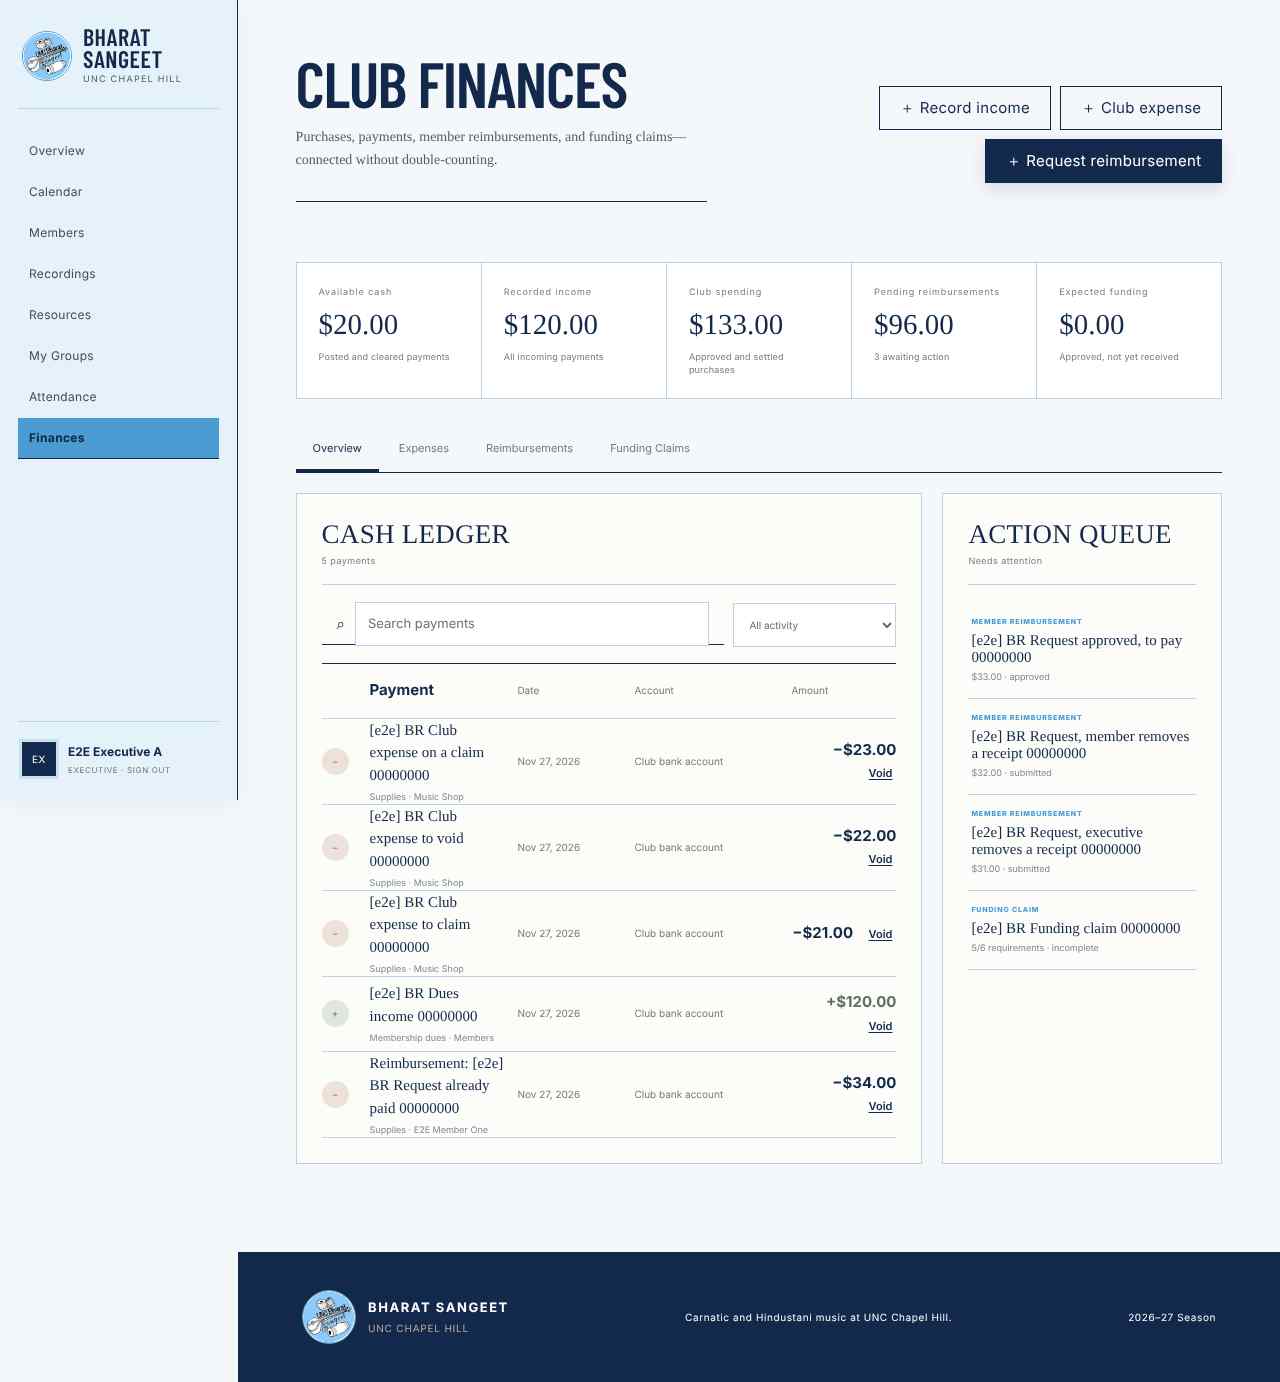 BHARAT
SANGEET
UNC CHAPEL HILL
Overview
Calendar
Members
Recordings
Resources
My Groups
Attendance
Finances
EX
E2E Executive A
EXECUTIVE · SIGN OUT
CLUB FINANCES
Purchases, payments, member reimbursements, and funding claims—
connected without double-counting.
+ Record income
+ Club expense
+ Request reimbursement
Available cash
$20.00
Posted and cleared payments
Recorded income
$120.00
All incoming payments
Club spending
$133.00
Approved and settled
purchases
Pending reimbursements
$96.00
3 awaiting action
Expected funding
$0.00
Approved, not yet received
Overview Expenses Reimbursements Funding Claims
CASH LEDGER
5 payments
⌕ Search payments
All activity
Payment Date Account Amount
− [e2e] BR Club
expense on a claim
00000000
Supplies · Music Shop
Nov 27, 2026
Club bank account
−$23.00
Void
− [e2e] BR Club
expense to void
00000000
Supplies · Music Shop
Nov 27, 2026
Club bank account
−$22.00
Void
− [e2e] BR Club
expense to claim
00000000
Supplies · Music Shop
Nov 27, 2026
Club bank account
−$21.00 Void
+ [e2e] BR Dues
income 00000000
Membership dues · Members
Nov 27, 2026
Club bank account
+$120.00
Void
− Reimbursement: [e2e]
BR Request already
paid 00000000
Supplies · E2E Member One
Nov 27, 2026
Club bank account
−$34.00
Void
ACTION QUEUE
Needs attention
MEMBER REIMBURSEMENT
[e2e] BR Request approved, to pay
00000000
$33.00 · approved
MEMBER REIMBURSEMENT
[e2e] BR Request, member removes
a receipt 00000000
$32.00 · submitted
MEMBER REIMBURSEMENT
[e2e] BR Request, executive
removes a receipt 00000000
$31.00 · submitted
FUNDING CLAIM
[e2e] BR Funding claim 00000000
5/6 requirements · incomplete
BHARAT SANGEET
UNC CHAPEL HILL
Carnatic and Hindustani music at UNC Chapel Hill.
2026–27 Season